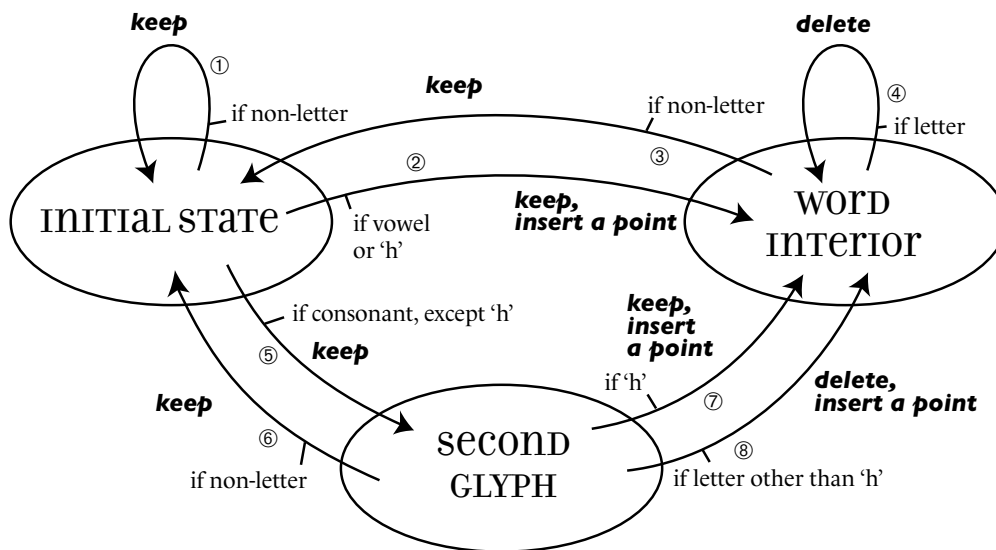 keep
①
if non-letter
keep
if non-letter
delete
④
if letter
②
③
INITIAL STATE
if vowel
or ‘h’
keep,
insert a point
WORD
INTERIOR
if consonant, except ‘h’
⑤
keep
keep,
insert
a point
if ‘h’
⑦
keep
⑥
if non-letter
delete,
insert a point
⑧
if letter other than ‘h’
SECOND
GLYPH